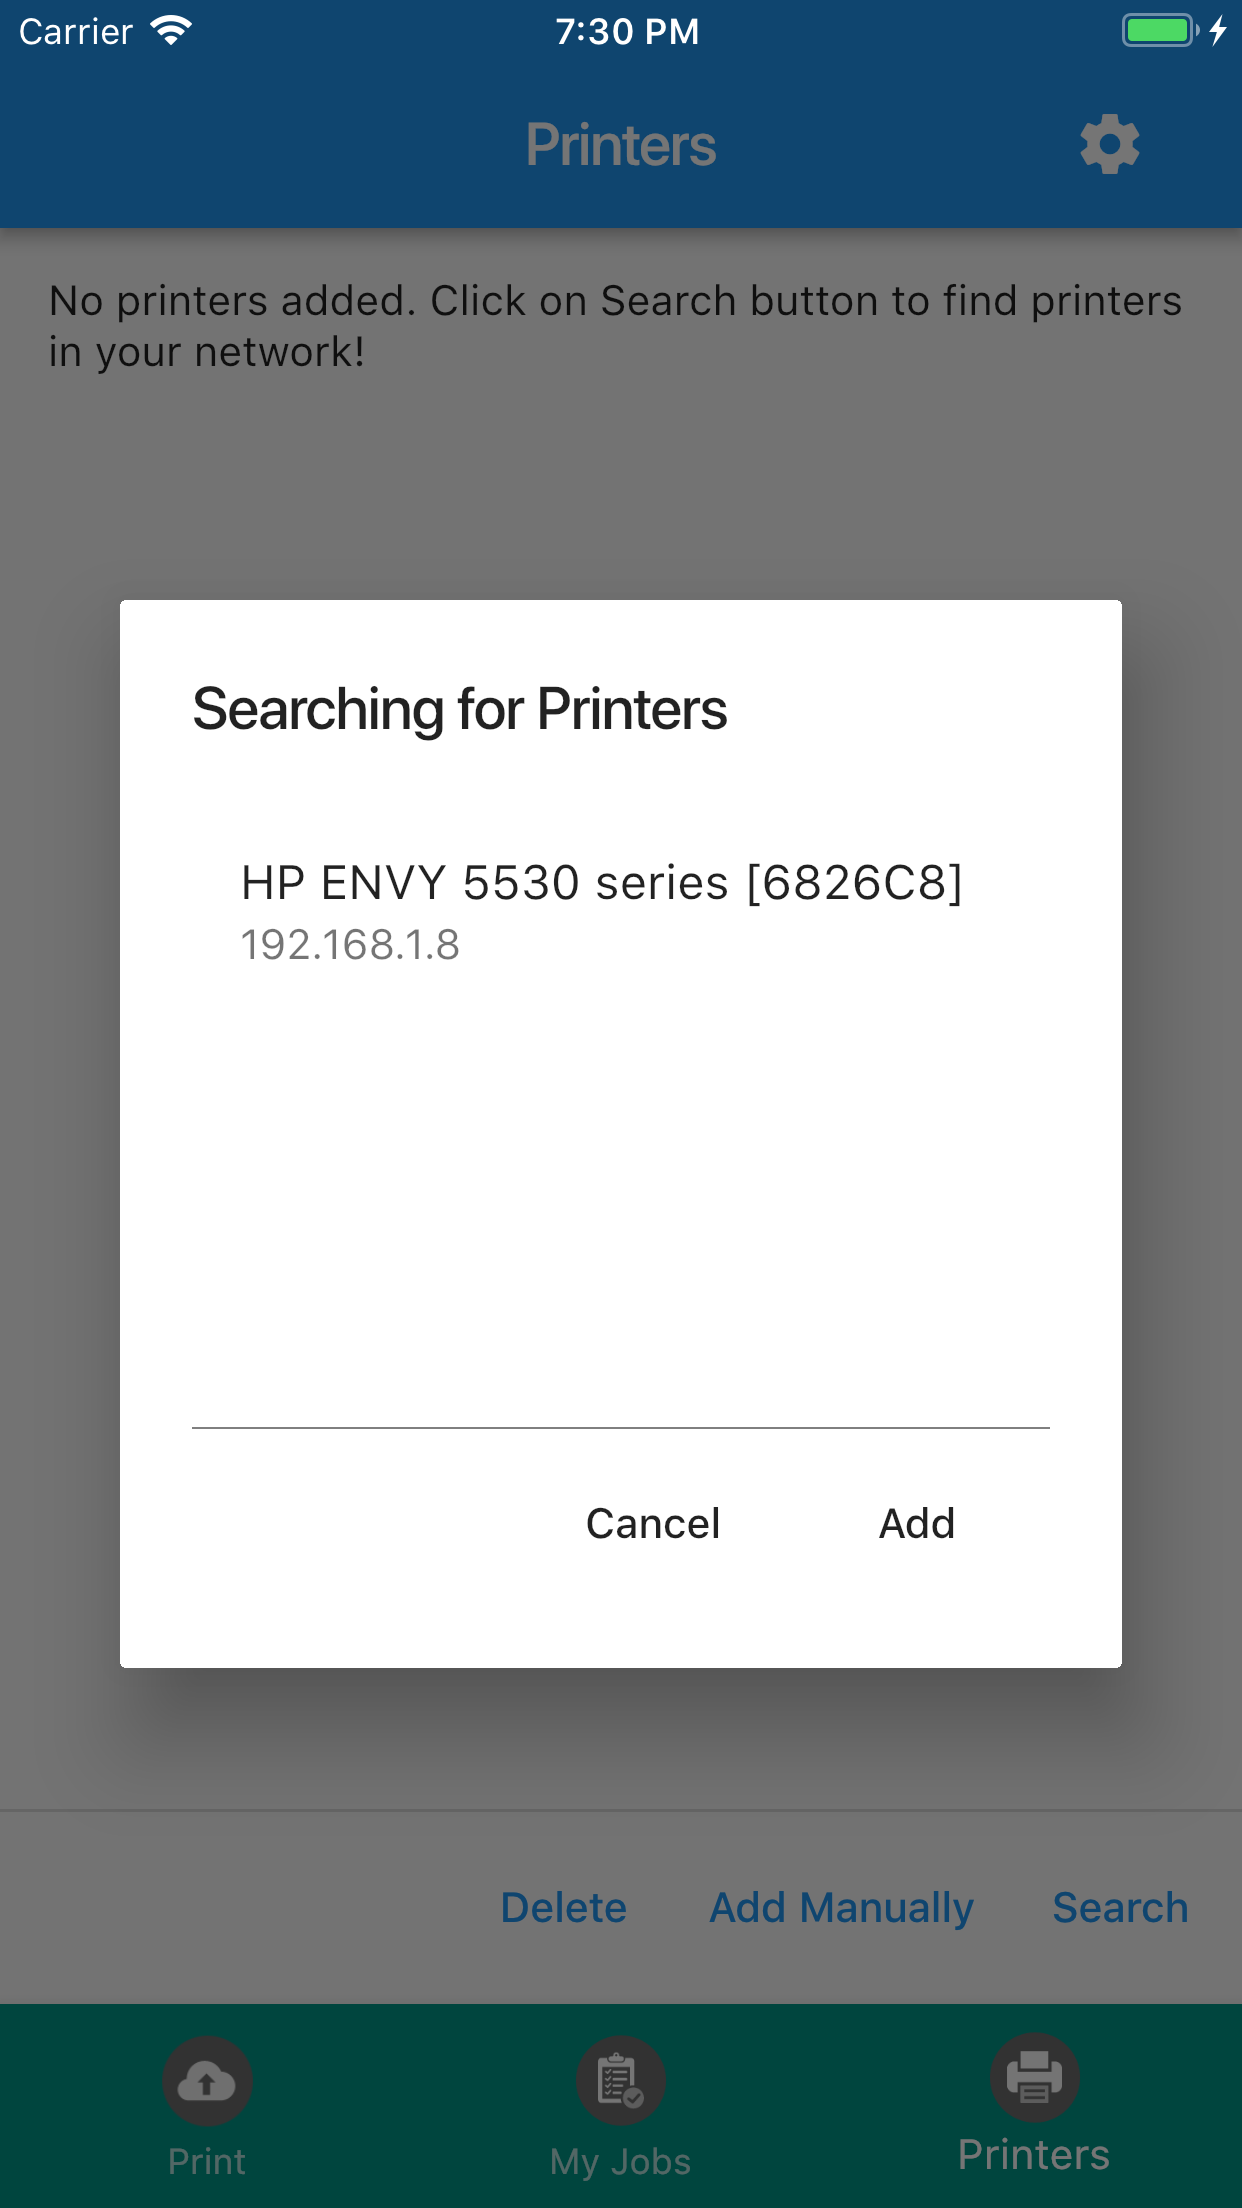 Carrier 7:30 PM
Printers
No printers added. Click on Search button to find printers
in your network!
Searching for Printers
HP ENVY 5530 series [6826C8]
192.168.1.8
Cancel Add
Delete Add Manually Search
Print My Jobs Printers